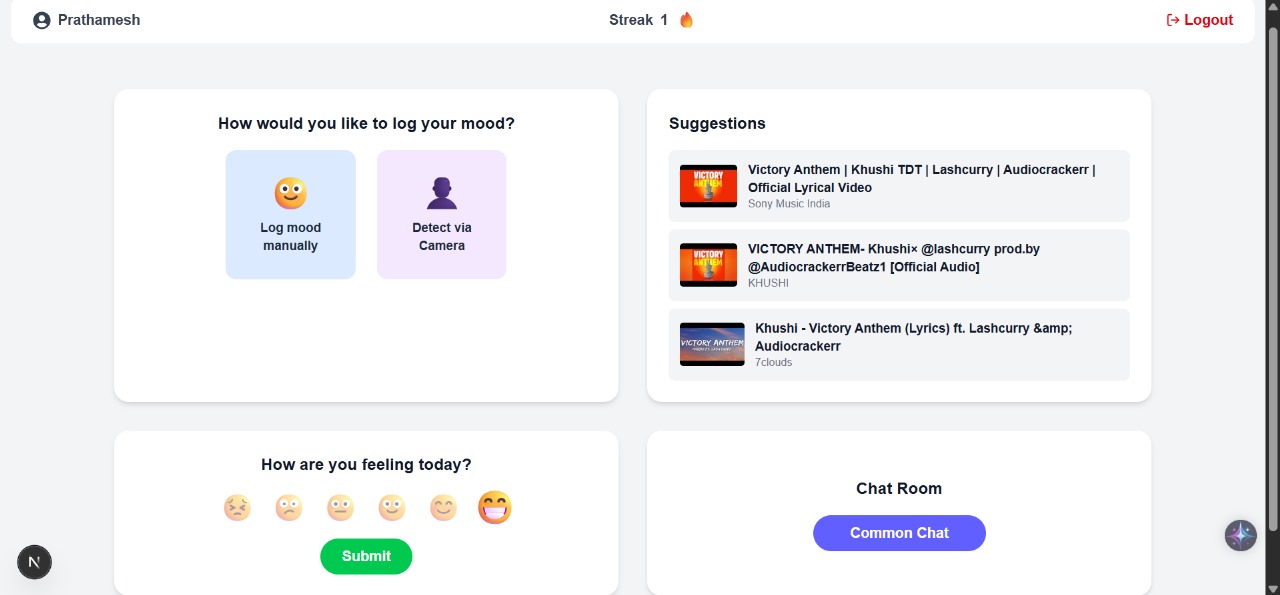 Prathamesh
Streak 1
Logout
How would you like to log your mood?
Log mood
manually
Detect via
Camera
Suggestions
VICTORY
ANTHEM
Victory Anthem | Khushi TDT | Lashcurry | Audiocrackerr |
Official Lyrical Video
Sony Music India
VICTORY
ANTHEM
VICTORY ANTHEM- Khushi× @lashcurry prod.by
@AudiocrackerrBeatz1 [Official Audio]
KHUSHI
VICTORY ANTHEM
Khushi - Victory Anthem (Lyrics) ft. Lashcurry &amp;
Audiocrackerr
7clouds
How are you feeling today?
Submit
Chat Room
Common Chat
N